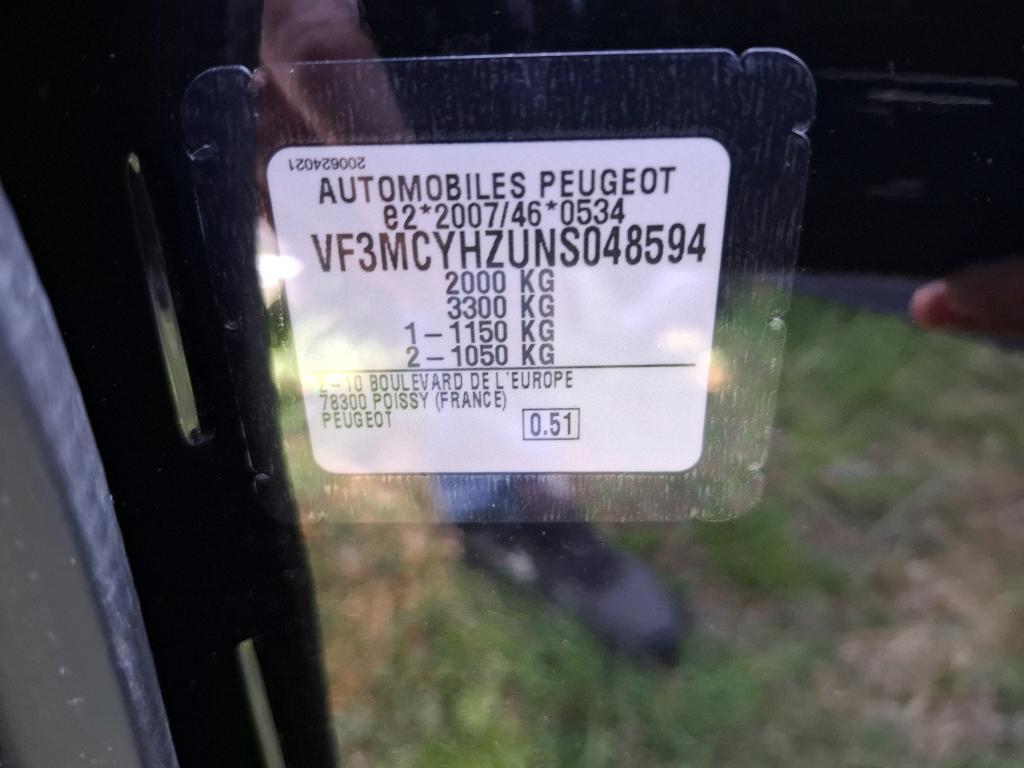 200624021
AUTOMOBILES PEUGEOT
e2*2007/46*0534
VF3MCYHZUNS048594
2000 KG
3300 KG
1 – 1150 KG
2 – 1050 KG
2 – 10 BOULEVARD DE L'EUROPE
78300 POISSY (FRANCE)
PEUGEOT
0.51